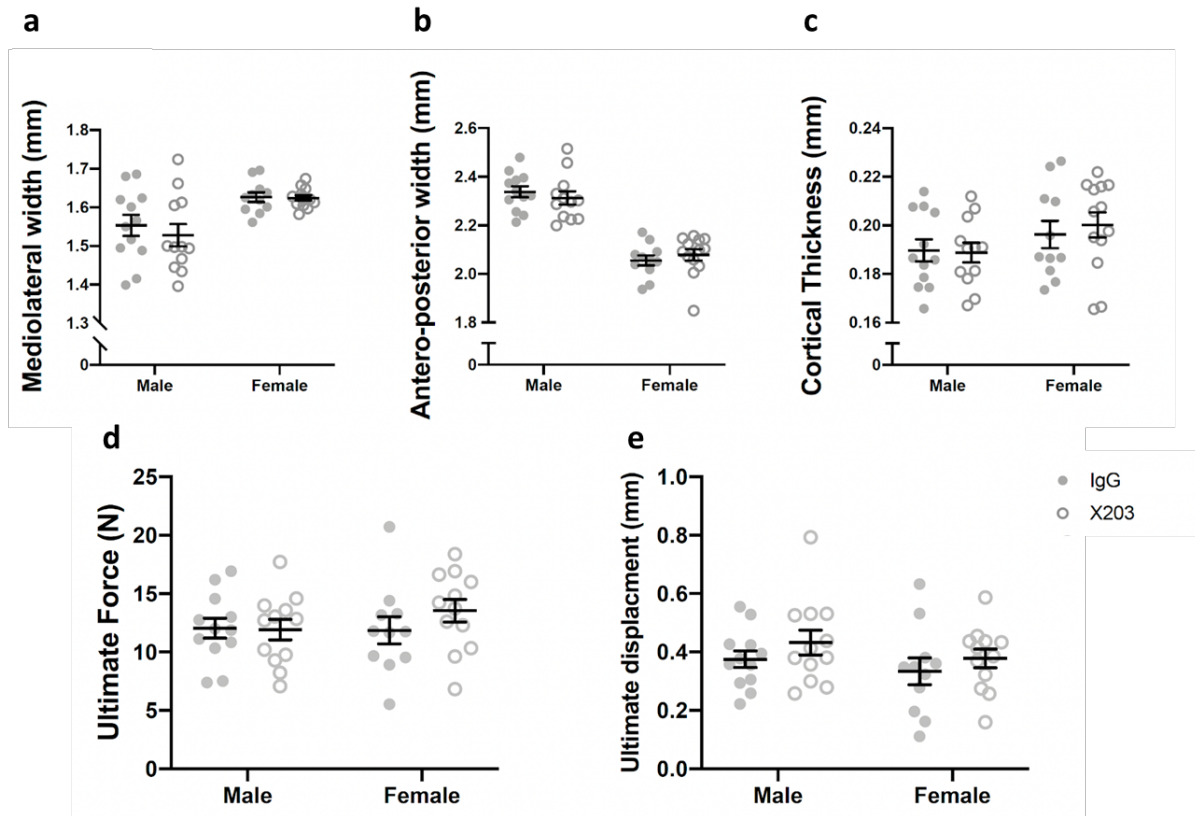 a
b
c
Mediolateral width (mm)
1.8
1.7
1.6
1.5
1.4
1.3
0
Male
Female
Antero-posterior width (mm)
2.6
2.4
2.2
2.0
1.8
0
Male
Female
Cortical Thickness (mm)
0.24
0.22
0.20
0.18
0.16
0
Male
Female
d
e
Ultimate Force (N)
25
20
15
10
5
0
Male
Female
Ultimate displacment (mm)
1.0
0.8
0.6
0.4
0.2
0.0
Male
Female
IgG
X203